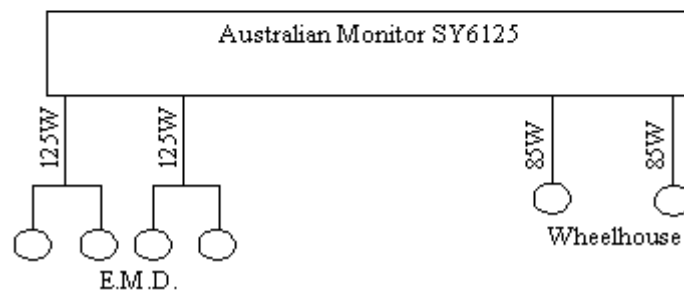 Australian Monitor SY6125
125W
125W
85W
85W
Wheelhouse
E.M.D.